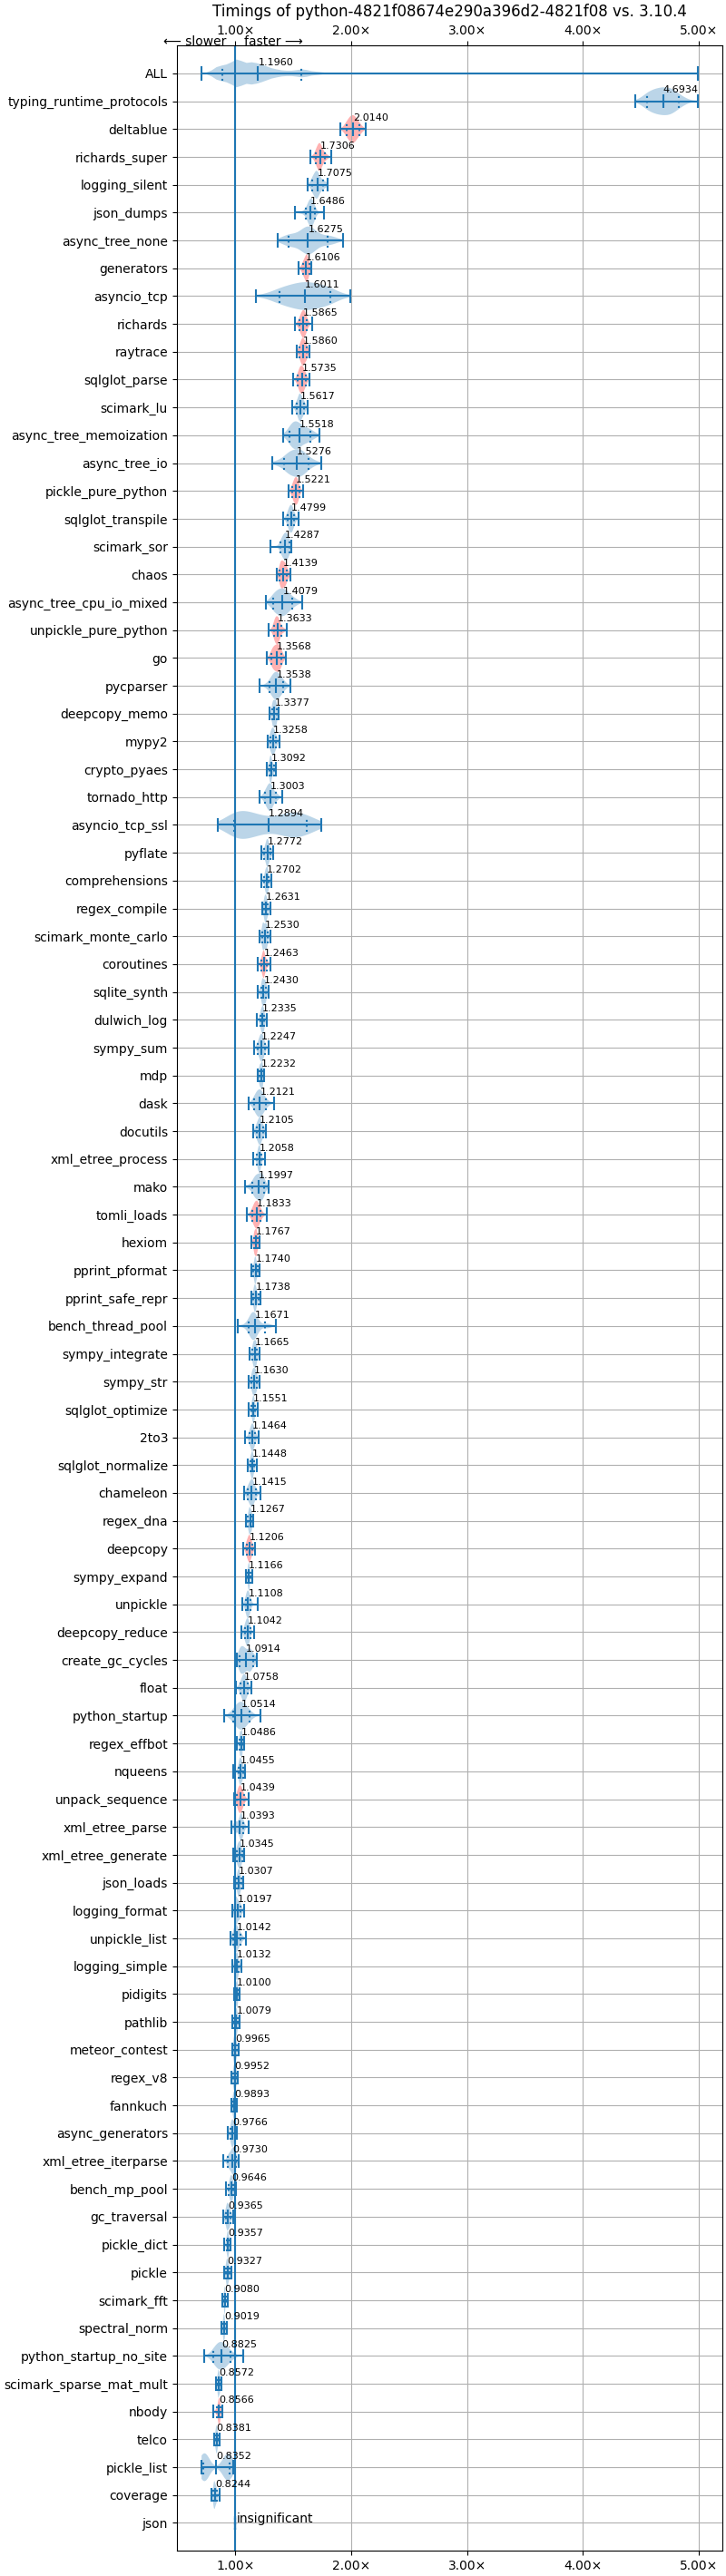 Timings of python-4821f08674e290a396d2-4821f08 vs. 3.10.4
1.00× 2.00× 3.00× 4.00× 5.00×
⟵ slower faster ⟶
ALL 1.1960
typing_runtime_protocols 4.6934
deltablue 2.0140
richards_super 1.7306
logging_silent 1.7075
json_dumps 1.6486
async_tree_none 1.6275
generators 1.6106
asyncio_tcp 1.6011
richards 1.5865
raytrace 1.5860
sqlglot_parse 1.5735
scimark_lu 1.5617
async_tree_memoization 1.5518
async_tree_io 1.5276
pickle_pure_python 1.5221
sqlglot_transpile 1.4799
scimark_sor 1.4287
chaos 1.4139
async_tree_cpu_io_mixed 1.4079
unpickle_pure_python 1.3633
go 1.3568
pycparser 1.3538
deepcopy_memo 1.3377
mypy2 1.3258
crypto_pyaes 1.3092
tornado_http 1.3003
asyncio_tcp_ssl 1.2894
pyflate 1.2772
comprehensions 1.2702
regex_compile 1.2631
scimark_monte_carlo 1.2530
coroutines 1.2463
sqlite_synth 1.2430
dulwich_log 1.2335
sympy_sum 1.2247
mdp 1.2232
dask 1.2121
docutils 1.2105
xml_etree_process 1.2058
mako 1.1997
tomli_loads 1.1833
hexiom 1.1767
pprint_pformat 1.1740
pprint_safe_repr 1.1738
bench_thread_pool 1.1671
sympy_integrate 1.1665
sympy_str 1.1630
sqlglot_optimize 1.1551
2to3 1.1464
sqlglot_normalize 1.1448
chameleon 1.1415
regex_dna 1.1267
deepcopy 1.1206
sympy_expand 1.1166
unpickle 1.1108
deepcopy_reduce 1.1042
create_gc_cycles 1.0914
float 1.0758
python_startup 1.0514
regex_effbot 1.0486
nqueens 1.0455
unpack_sequence 1.0439
xml_etree_parse 1.0393
xml_etree_generate 1.0345
json_loads 1.0307
logging_format 1.0197
unpickle_list 1.0142
logging_simple 1.0132
pidigits 1.0100
pathlib 1.0079
meteor_contest 0.9965
regex_v8 0.9952
fannkuch 0.9893
async_generators 0.9766
xml_etree_iterparse 0.9730
bench_mp_pool 0.9646
gc_traversal 0.9365
pickle_dict 0.9357
pickle 0.9327
scimark_fft 0.9080
spectral_norm 0.9019
python_startup_no_site 0.8825
scimark_sparse_mat_mult 0.8572
nbody 0.8566
telco 0.8381
pickle_list 0.8352
coverage 0.8244
json insignificant
1.00× 2.00× 3.00× 4.00× 5.00×